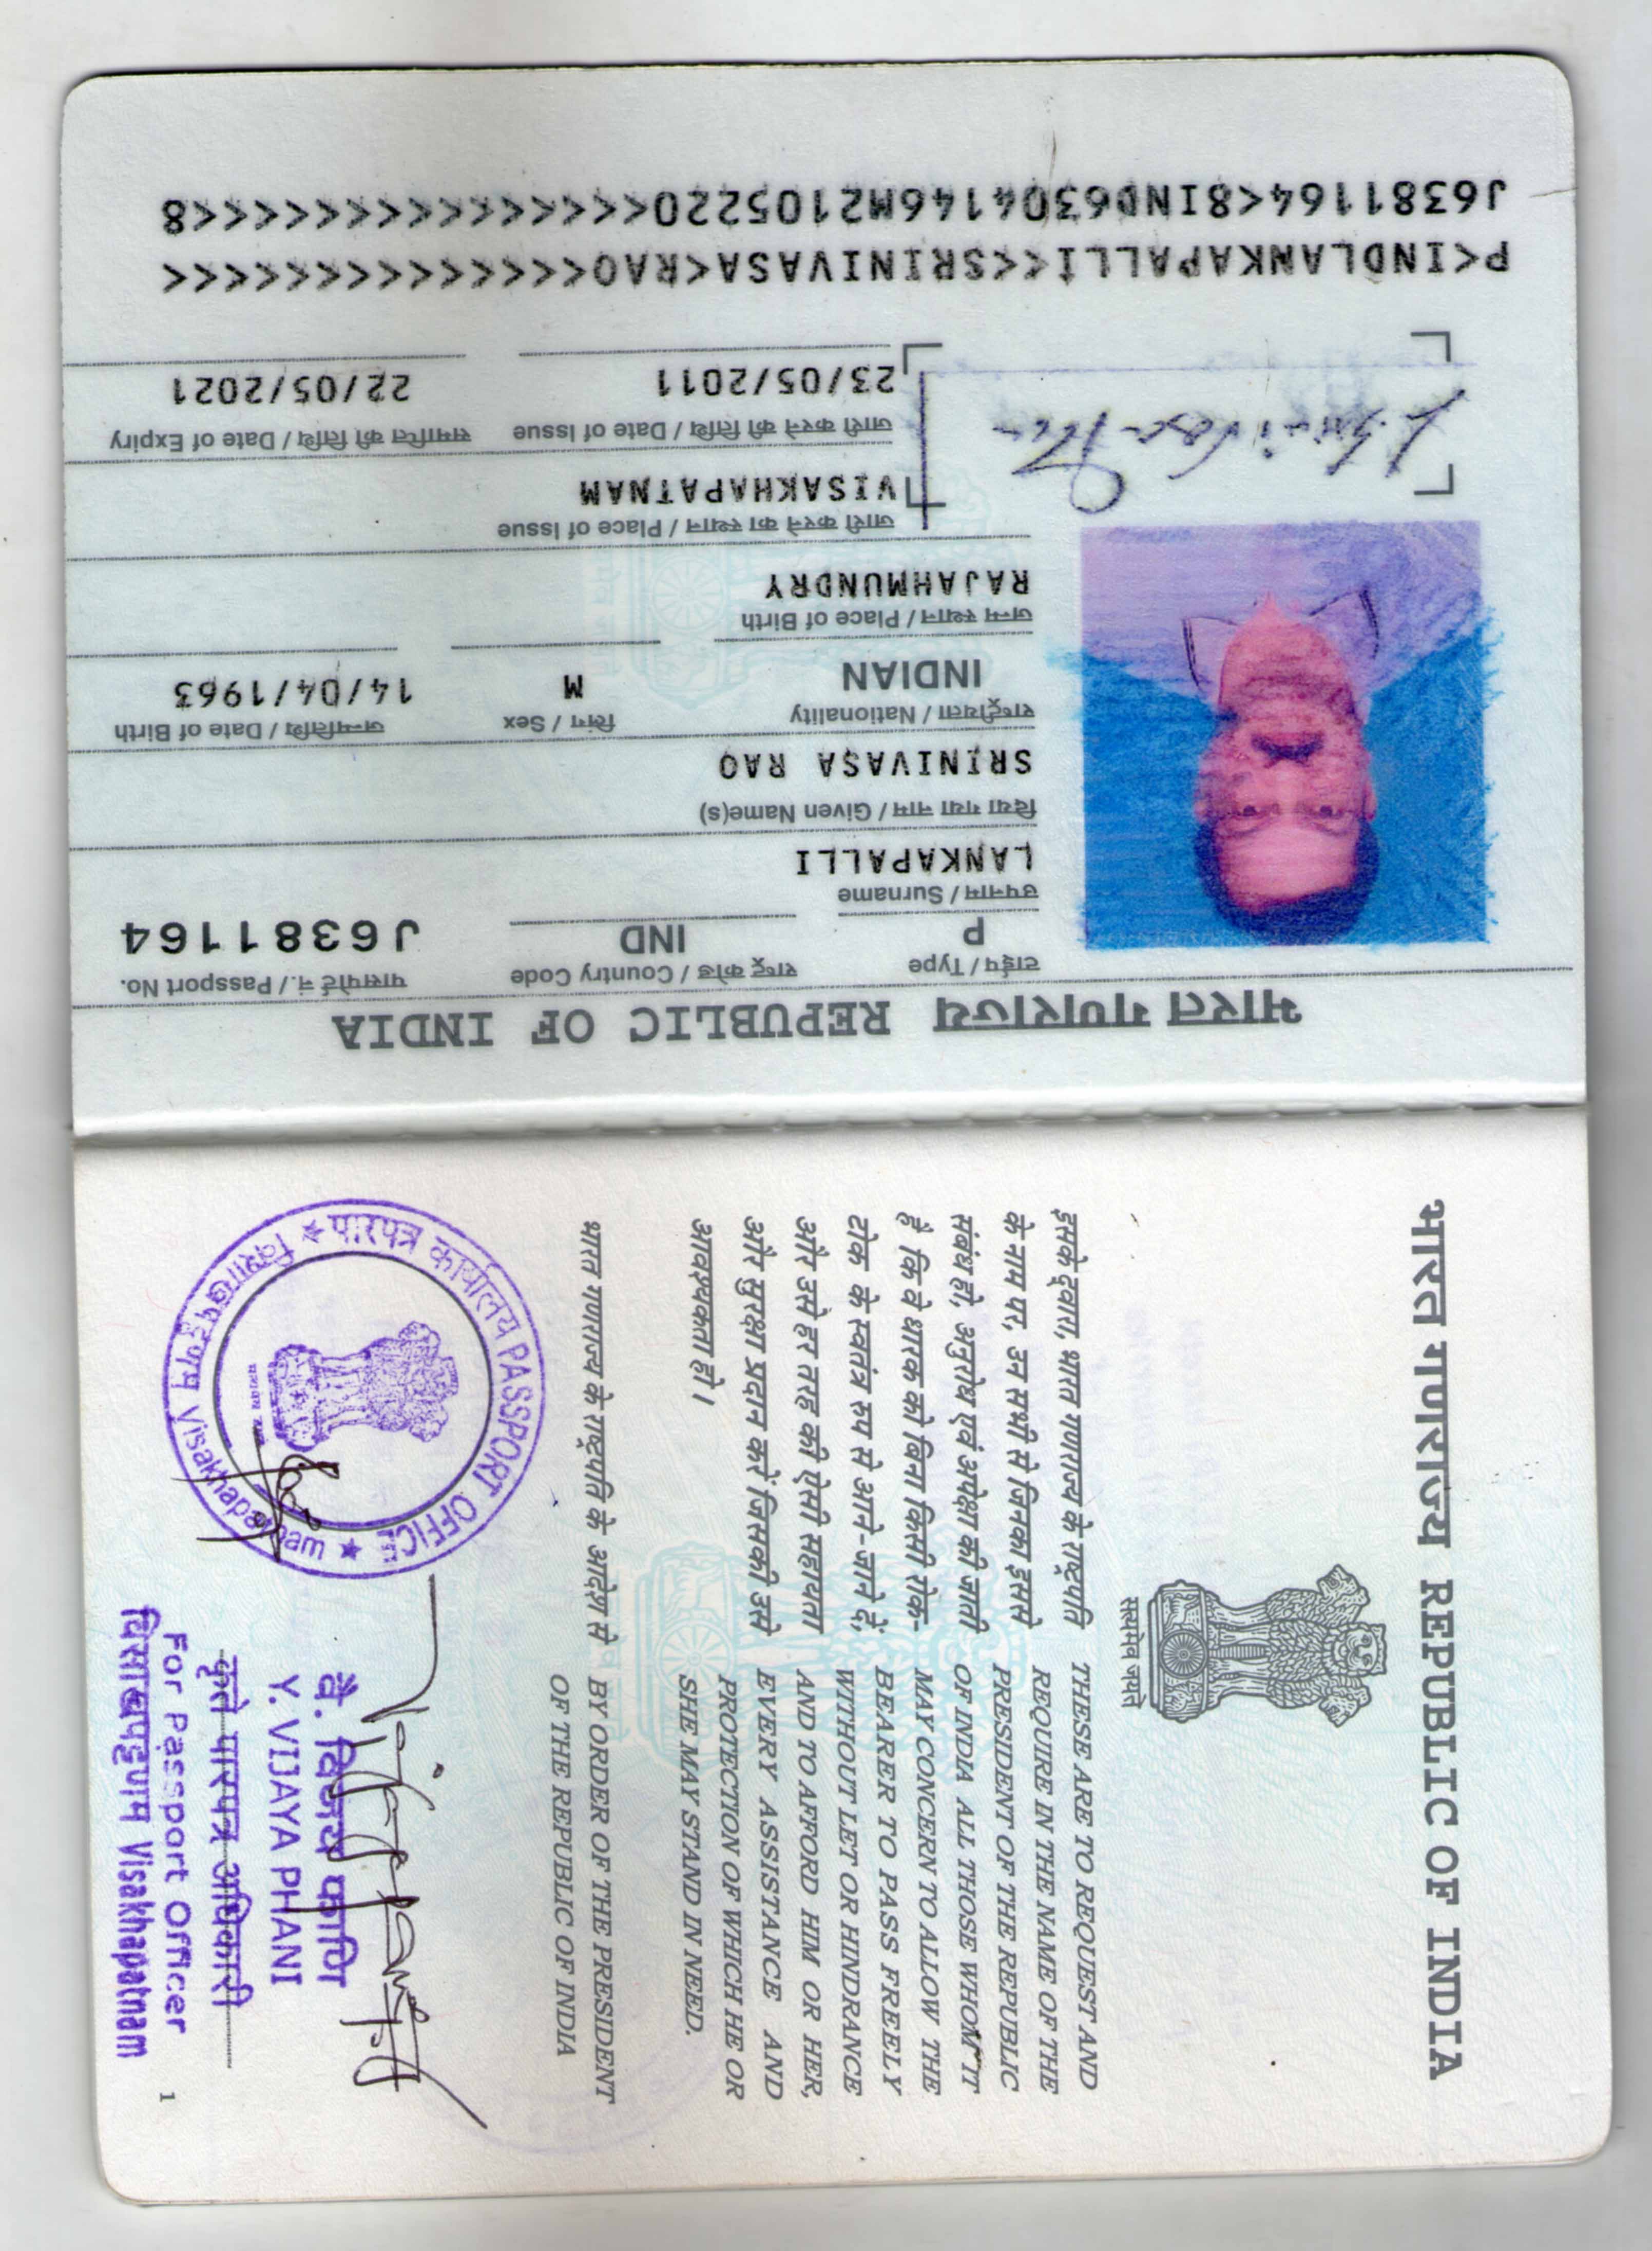 भारत गणराज्य REPUBLIC OF INDIA
टाईप / Type
P
राष्ट्र कोड / Country Code
IND
पासपोर्ट नं. / Passport No.
J6381164
उपनाम / Surname
LANKAPALLI
दिया गया नाम / Given Name(s)
SRINIVASA RAO
राष्ट्रीयता / Nationality
INDIAN
लिंग / Sex
M
जन्मतिथि / Date of Birth
14/04/1963
जन्म स्थान / Place of Birth
RAJAHMUNDRY
जारी करने का स्थान / Place of Issue
VISAKHAPATNAM
जारी करने की तिथि / Date of Issue
23/05/2011
समाप्ति की तिथि / Date of Expiry
22/05/2021
P<INDLANKAPALLI<<SRINIVASA<RAO<<<<<<<<<<<<<<
J6381164<8IND6304146M2105220<<<<<<<<<<<<<<<8
भारत गणराज्य REPUBLIC OF INDIA
सत्यमेव जयते
इसके द्वारा, भारत गणराज्य के राष्ट्रपति
के नाम पर, उन सभी से जिनका इससे
संबंध हो, अनुरोध एवं अपेक्षा की जाती
है कि वे धारक को बिना किसी रोक-
टोक के स्वतंत्र रूप से आने-जाने दें,
और उसे हर तरह की ऐसी सहायता
और सुरक्षा प्रदान करें जिसकी उसे
आवश्यकता हो।
भारत गणराज्य के राष्ट्रपति के आदेश से
THESE ARE TO REQUEST AND
REQUIRE IN THE NAME OF THE
PRESIDENT OF THE REPUBLIC
OF INDIA ALL THOSE WHOM IT
MAY CONCERN TO ALLOW THE
BEARER TO PASS FREELY
WITHOUT LET OR HINDRANCE
AND TO AFFORD HIM OR HER,
EVERY ASSISTANCE AND
PROTECTION OF WHICH HE OR
SHE MAY STAND IN NEED.
BY ORDER OF THE PRESIDENT
OF THE REPUBLIC OF INDIA
पारपत्र कार्यालय PASSPORT OFFICE
विशाखपट्टणम Visakhapatnam
वै. विजय फणि
Y. VIJAYA PHANI
कृते पारपत्र अधिकारी
For Passport Officer
विसाखपट्टणम Visakhapatnam
1